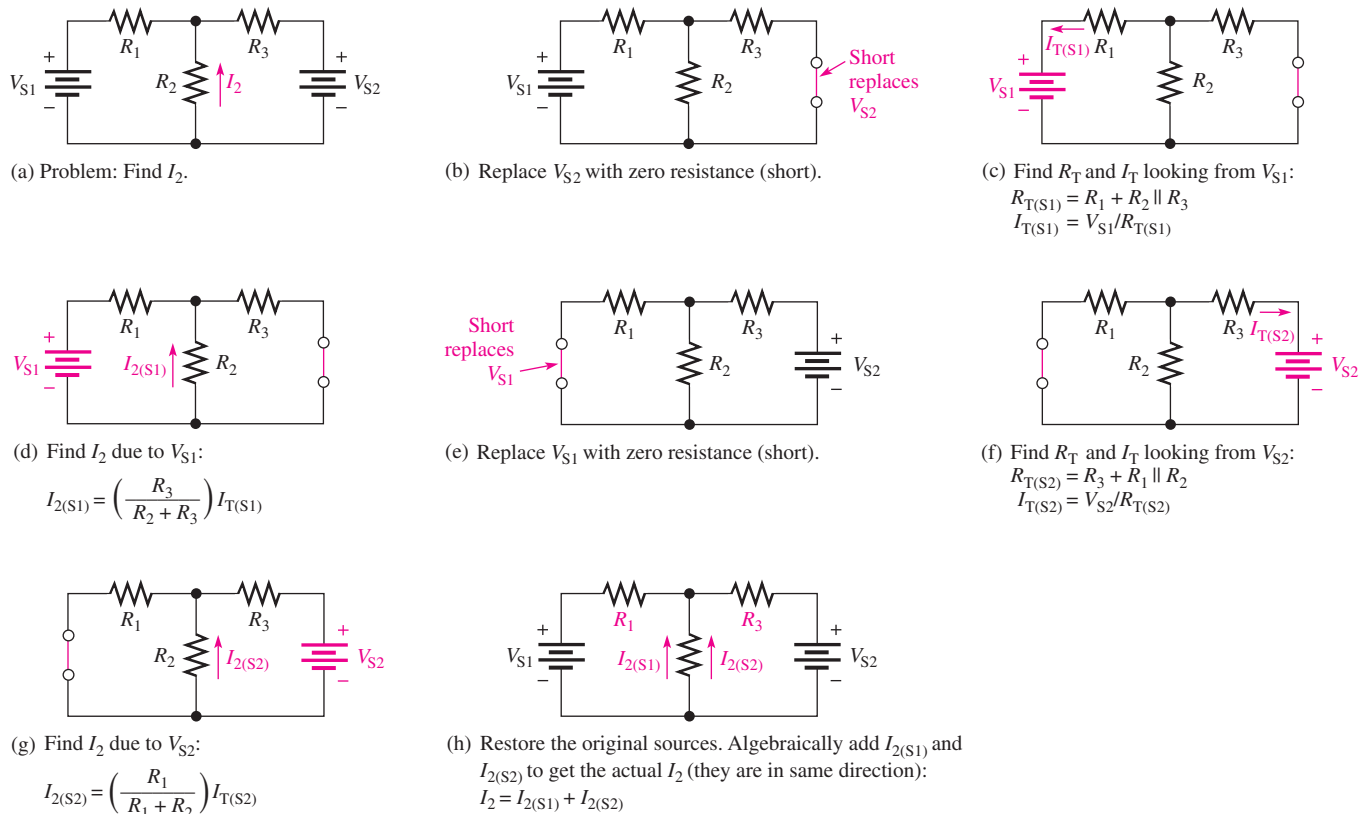 R1
R3
+
VS1
−
R2
I2
+
VS2
−
(a) Problem: Find I2.
R1
R3
+
VS1
−
R2
Short
replaces
VS2
(b) Replace VS2 with zero resistance (short).
IT(S1)
R1
R3
+
VS1
−
R2
(c) Find RT and IT looking from VS1:
RT(S1) = R1 + R2 || R3
IT(S1) = VS1/RT(S1)
R1
R3
+
VS1
−
I2(S1)
R2
(d) Find I2 due to VS1:
I2(S1) = (R3 / R2 + R3) IT(S1)
R1
R3
Short
replaces
VS1
R2
+
VS2
−
(e) Replace VS1 with zero resistance (short).
R1
R3
IT(S2)
R2
+
VS2
−
(f) Find RT and IT looking from VS2:
RT(S2) = R3 + R1 || R2
IT(S2) = VS2/RT(S2)
R1
R3
R2
I2(S2)
+
VS2
−
(g) Find I2 due to VS2:
I2(S2) = (R1 / R1 + R2) IT(S2)
R1
R3
+
VS1
−
I2(S1)
I2(S2)
+
VS2
−
(h) Restore the original sources. Algebraically add I2(S1) and
I2(S2) to get the actual I2 (they are in same direction):
I2 = I2(S1) + I2(S2)